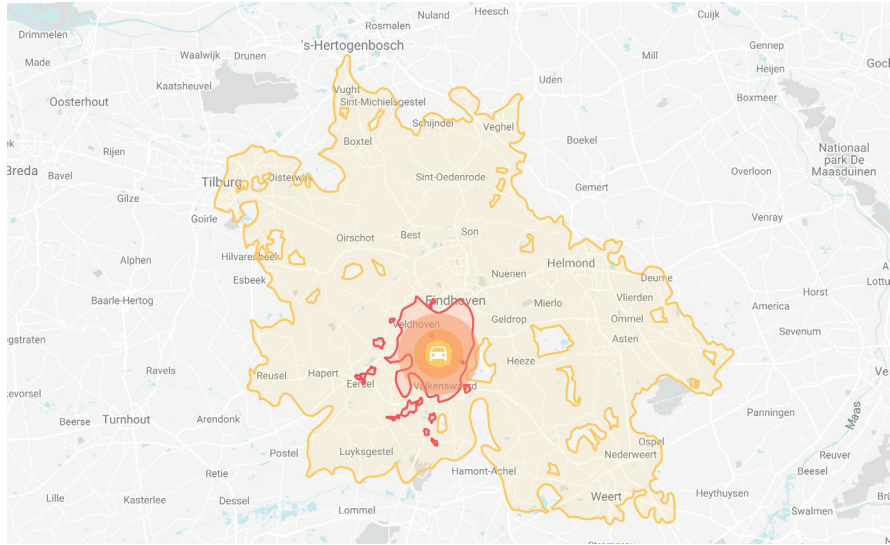 Nuland
Heesch
Cuijk
Drimmelen
Rosmalen
Made
Waalwijk
Drunen
's-Hertogenbosch
Mill
Gennep
Heijen
Goch
Kaatsheuvel
Vught
Uden
Oosterhout
Sint-Michielsgestel
Boxmeer
Schijndel
Veghel
Rijen
Boxtel
Boekel
Nationaal
park De
Maasduinen
Breda
Bavel
Tilburg
Oisterwijk
Sint-Oedenrode
Overloon
Gilze
Gemert
Goirle
Venray
Oirschot
Best
Son
Alphen
Hilvarenbeek
Helmond
Esbeek
Nuenen
Deurne
Horst
Lottu
Baarle-Hertog
Eindhoven
Mierlo
Vlierden
America
Veldhoven
Geldrop
Ommel
Sevenum
ogstraten
Asten
Ravels
Reusel
Hapert
Eersel
Heeze
Valkenswaard
kevorsel
Beerse
Turnhout
Arendonk
Panningen
Maas
Postel
Luyksgestel
Ospel
Nederweert
Reuver
Retie
Hamont-Achel
Beesel
Lille
Kasterlee
Dessel
Lommel
Weert
Heythuysen
Swalmen